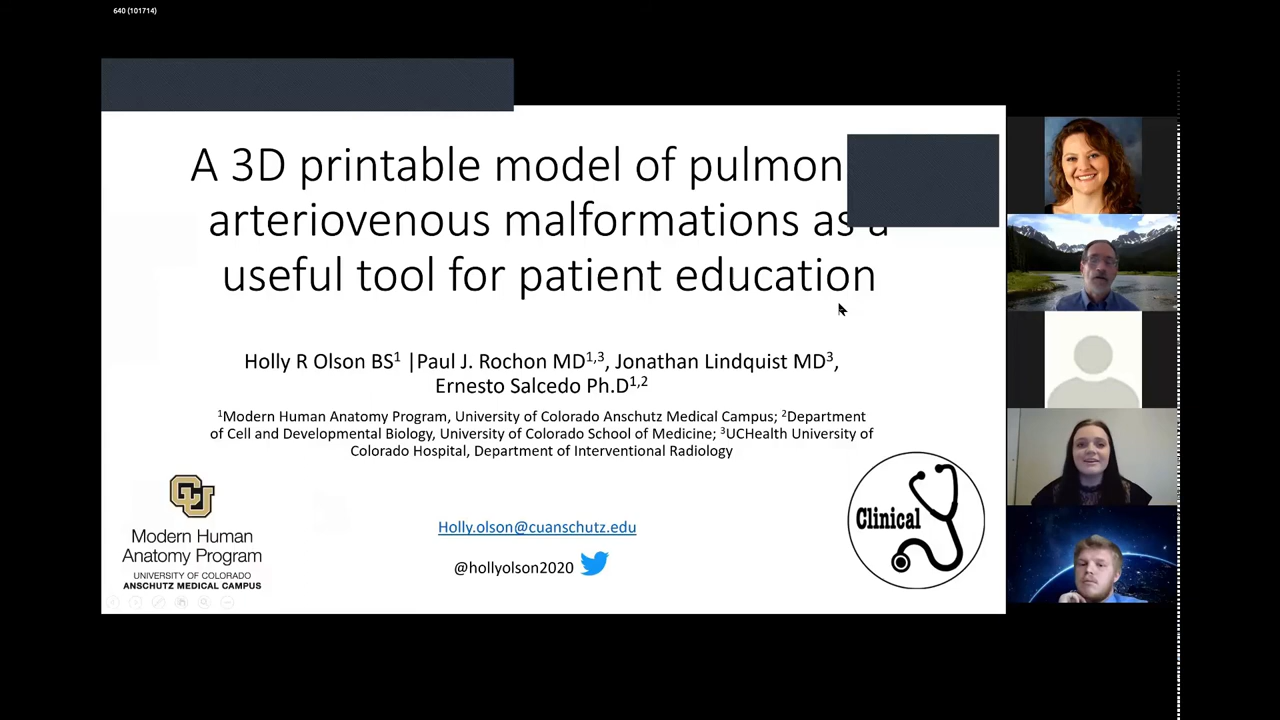 640 (101714)
A 3D printable model of pulmon
arteriovenous malformations as a
useful tool for patient education
Holly R Olson BS¹ |Paul J. Rochon MD¹,³, Jonathan Lindquist MD³,
Ernesto Salcedo Ph.D¹,²
¹Modern Human Anatomy Program, University of Colorado Anschutz Medical Campus; ²Department
of Cell and Developmental Biology, University of Colorado School of Medicine; ³UCHealth University of
Colorado Hospital, Department of Interventional Radiology
CU
Modern Human
Anatomy Program
UNIVERSITY OF COLORADO
ANSCHUTZ MEDICAL CAMPUS
Holly.olson@cuanschutz.edu
@hollyolson2020
Clinical